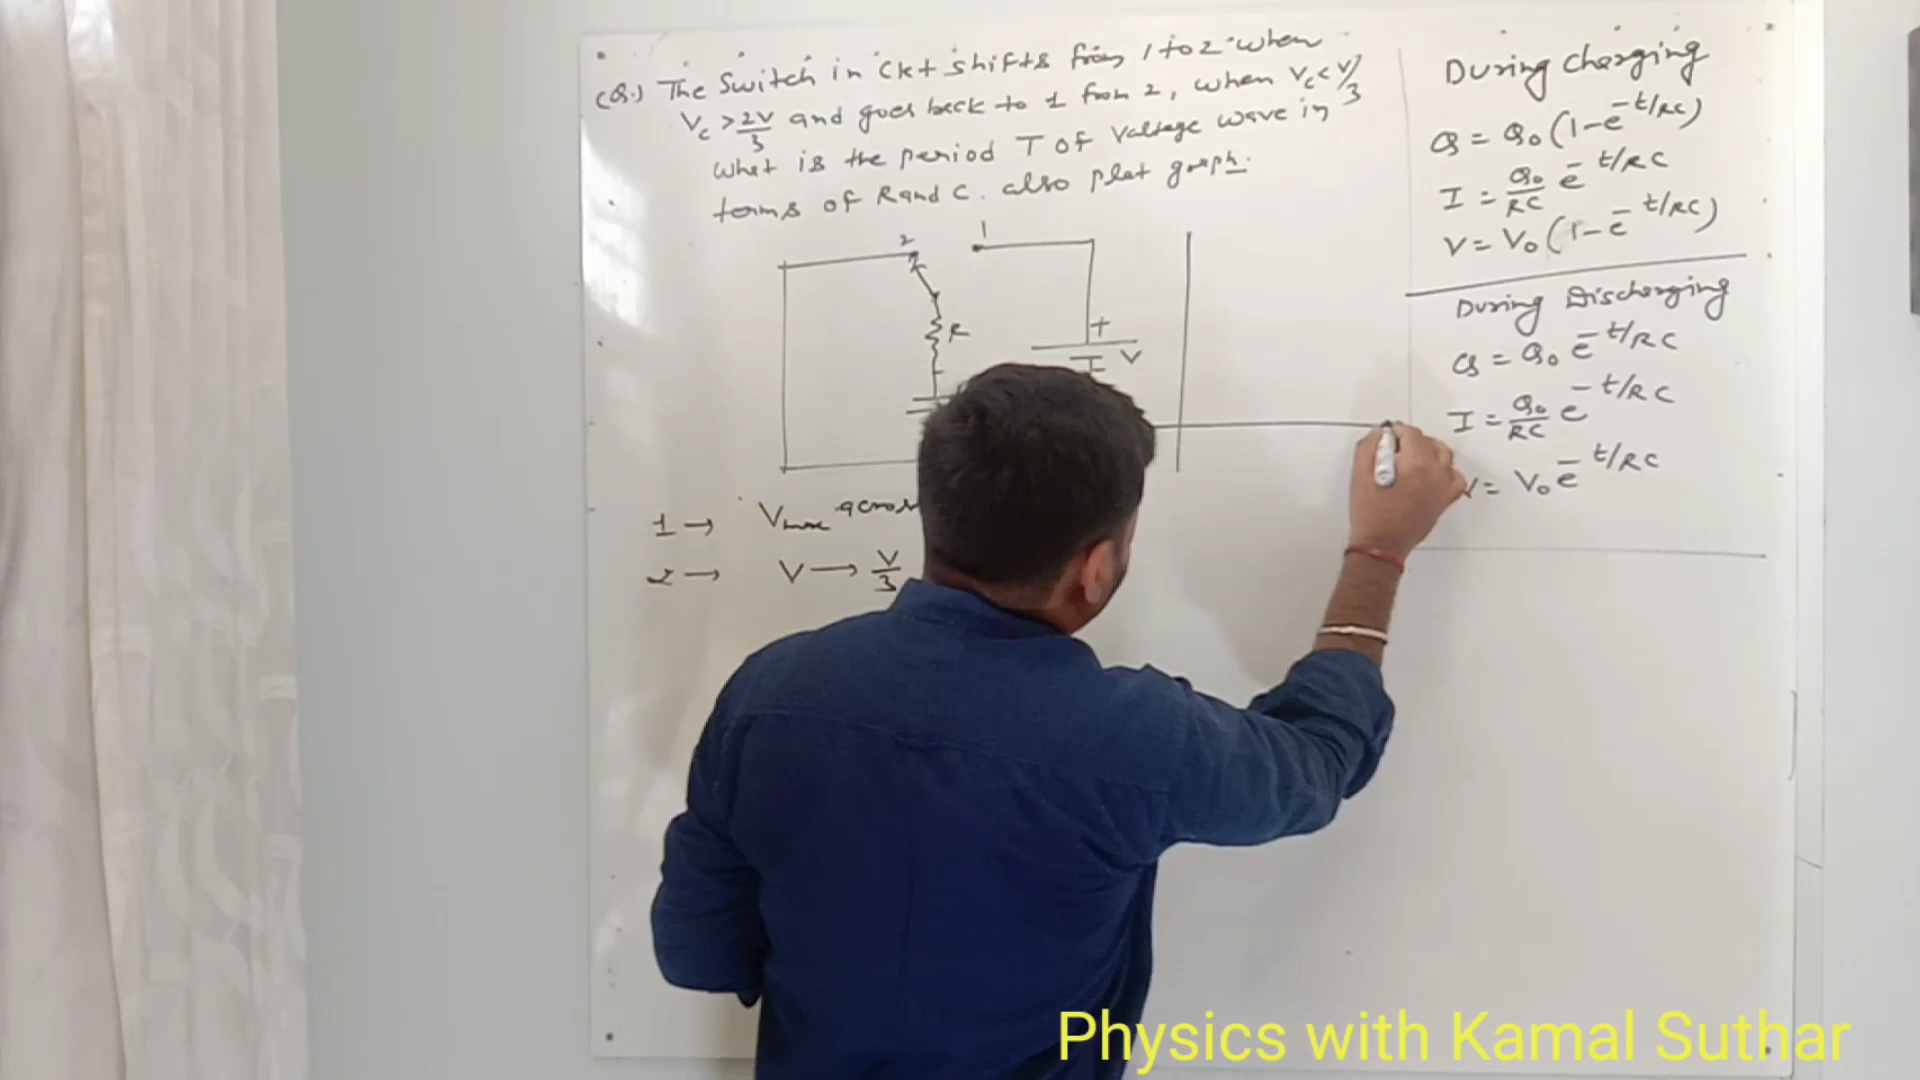 (Q.) The Switch in Ckt shifts from 1 to 2 when
Vc > 2V/3 and goes back to 1 from 2, when Vc < V/3
What is the period T of Voltage wave in
terms of R and C. also plot graph.
2
1
R
+
V
1 → Vmax across
2 → V → V/3
During Charging
Q = Q₀ (1 - e^-t/RC)
I = Q₀/RC e^-t/RC
V = V₀ (1 - e^-t/RC)
During Discharging
Q = Q₀ e^-t/RC
I = Q₀/RC e^-t/RC
V = V₀ e^-t/RC
Physics with Kamal Suthar